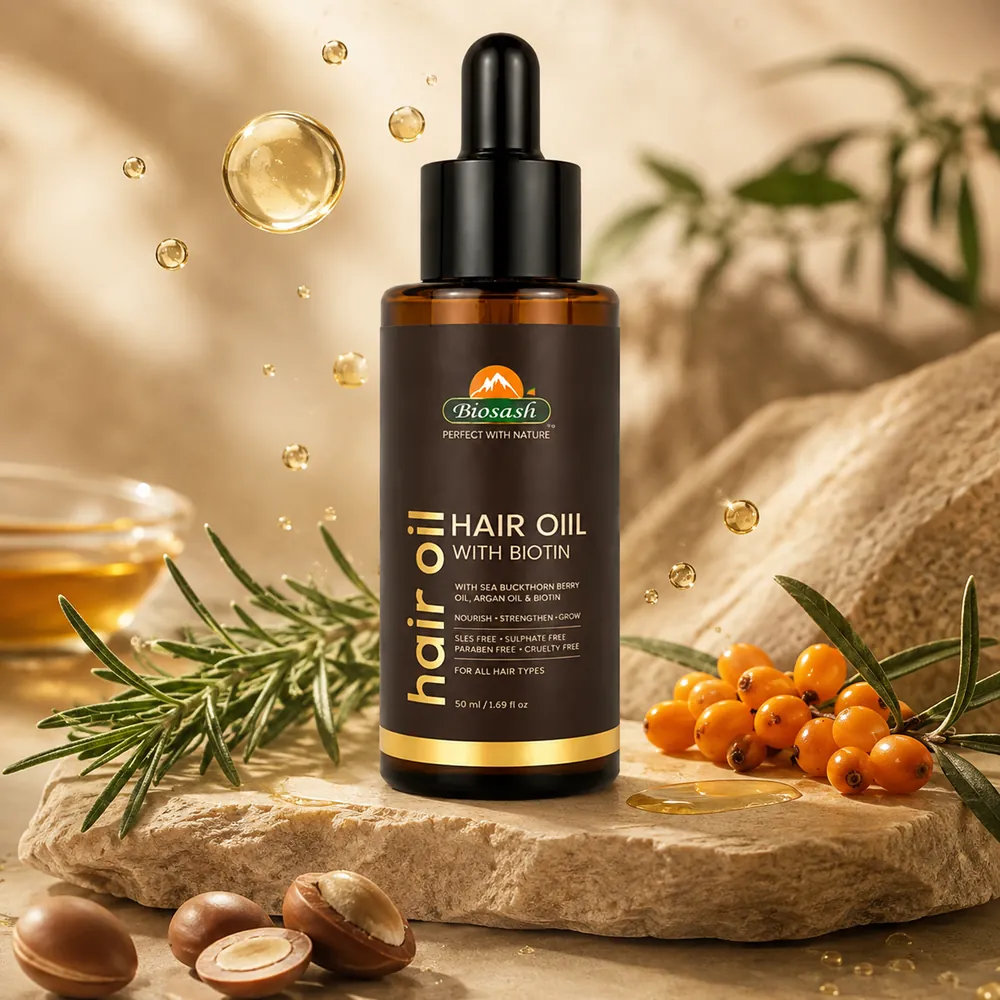 Biosash
PERFECT WITH NATURE
hair oil
HAIR OIIL
WITH BIOTIN
WITH SEA BUCKTHORN BERRY
OIL, ARGAN OIL & BIOTIN
NOURISH • STRENGTHEN • GROW
SLES FREE • SULPHATE FREE
PARABEN FREE • CRUELTY FREE
FOR ALL HAIR TYPES
50 ml / 1.69 fl oz